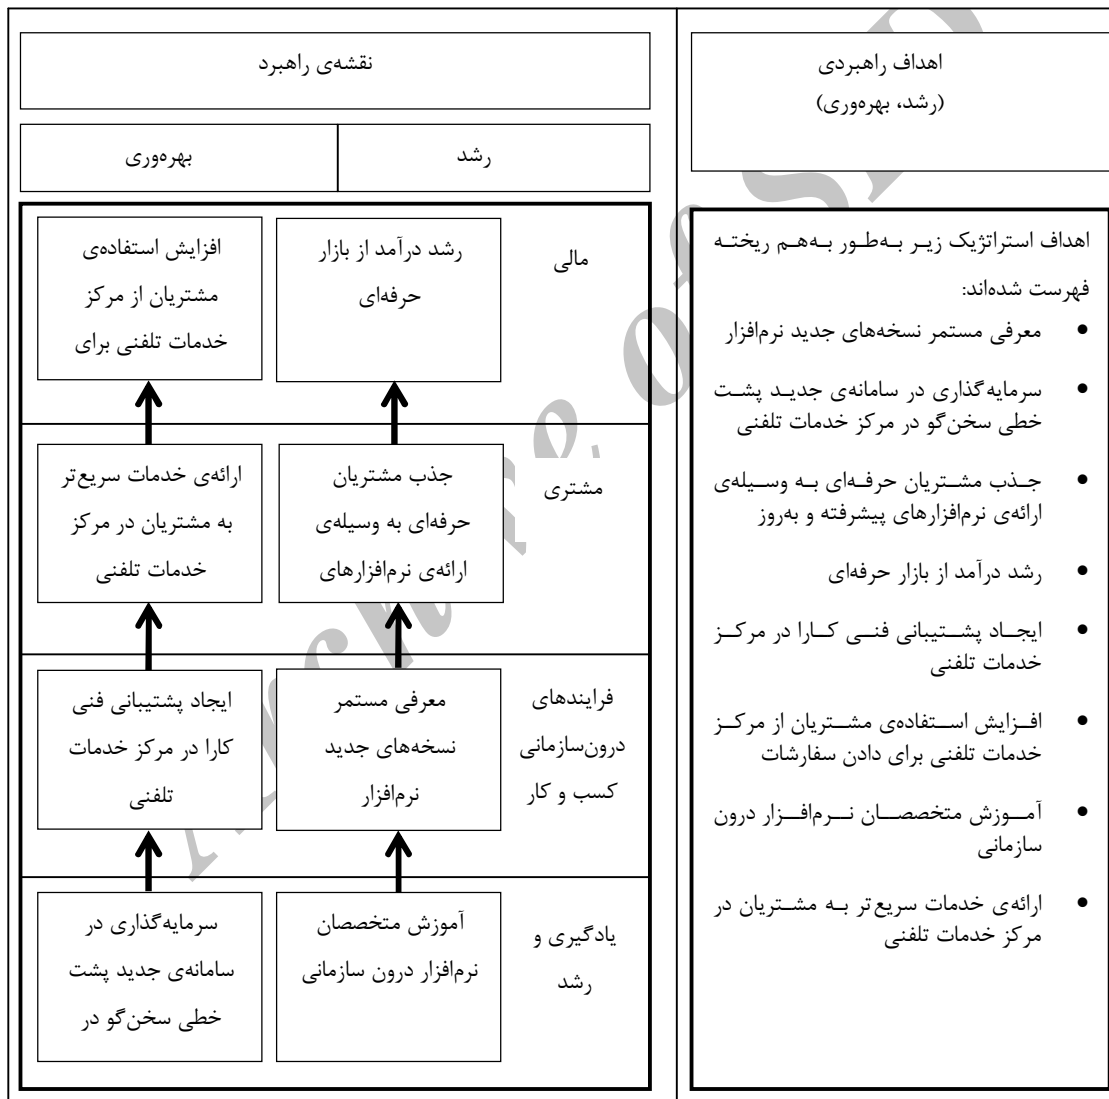 اهداف راهبردی
(رشد، بهره‌وری)
اهداف استراتژیک زیر به‌طور به‌هم ریخته
فهرست شده‌اند:
• معرفی مستمر نسخه‌های جدید نرم‌افزار
• سرمایه‌گذاری در سامانه‌ی جدید پشت
خطی سخن‌گو در مرکز خدمات تلفنی
• جذب مشتریان حرفه‌ای به وسیله‌ی
ارائه‌ی نرم‌افزارهای پیشرفته و به‌روز
• رشد درآمد از بازار حرفه‌ای
• ایجاد پشتیبانی فنی کارا در مرکز
خدمات تلفنی
• افزایش استفاده‌ی مشتریان از مرکز
خدمات تلفنی برای دادن سفارشات
• آموزش متخصصان نرم‌افزار درون
سازمانی
• ارائه‌ی خدمات سریع‌تر به مشتریان در
مرکز خدمات تلفنی
نقشه‌ی راهبرد
رشد
بهره‌وری
مالی
رشد درآمد از بازار
حرفه‌ای
افزایش استفاده‌ی
مشتریان از مرکز
خدمات تلفنی برای
مشتری
جذب مشتریان
حرفه‌ای به وسیله‌ی
ارائه‌ی نرم‌افزارهای
ارائه‌ی خدمات سریع‌تر
به مشتریان در مرکز
خدمات تلفنی
فرایندهای
درون‌سازمانی
کسب و کار
معرفی مستمر
نسخه‌های جدید
نرم‌افزار
ایجاد پشتیبانی فنی
کارا در مرکز خدمات
تلفنی
یادگیری و
رشد
آموزش متخصصان
نرم‌افزار درون سازمانی
سرمایه‌گذاری در
سامانه‌ی جدید پشت
خطی سخن‌گو در